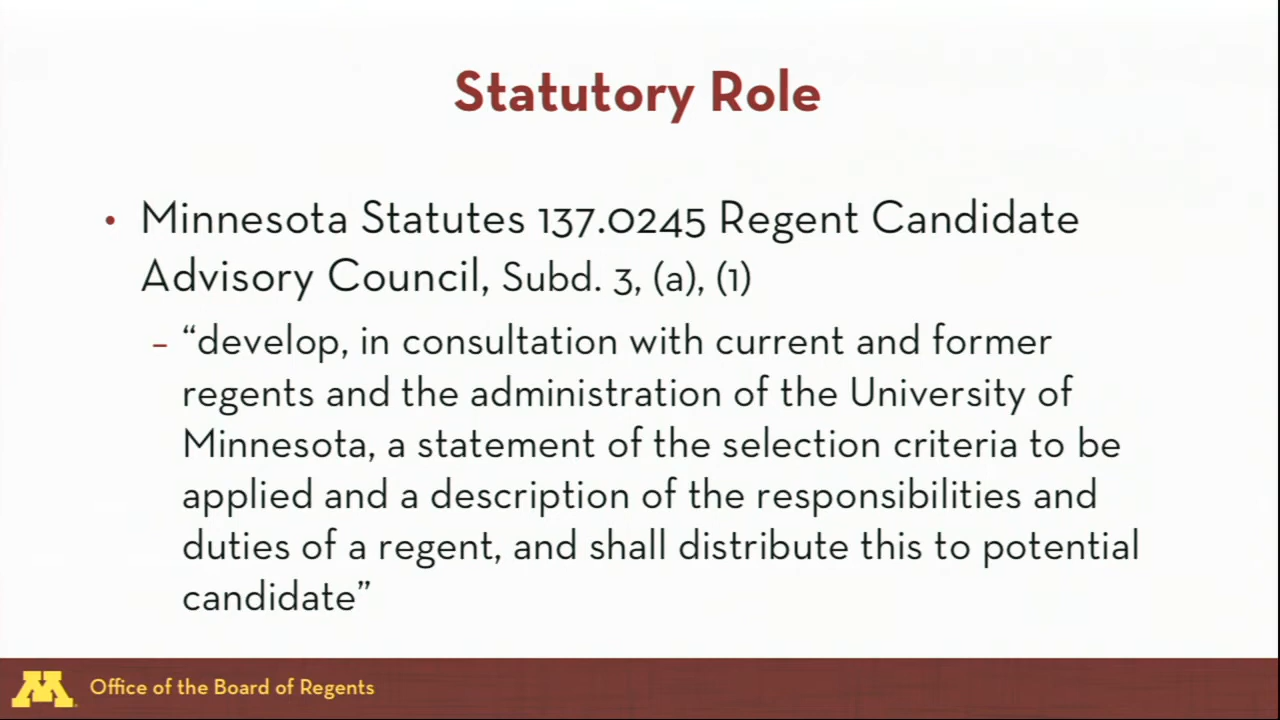 Statutory Role
• Minnesota Statutes 137.0245 Regent Candidate
Advisory Council, Subd. 3, (a), (1)
– “develop, in consultation with current and former
regents and the administration of the University of
Minnesota, a statement of the selection criteria to be
applied and a description of the responsibilities and
duties of a regent, and shall distribute this to potential
candidate”
M
Office of the Board of Regents